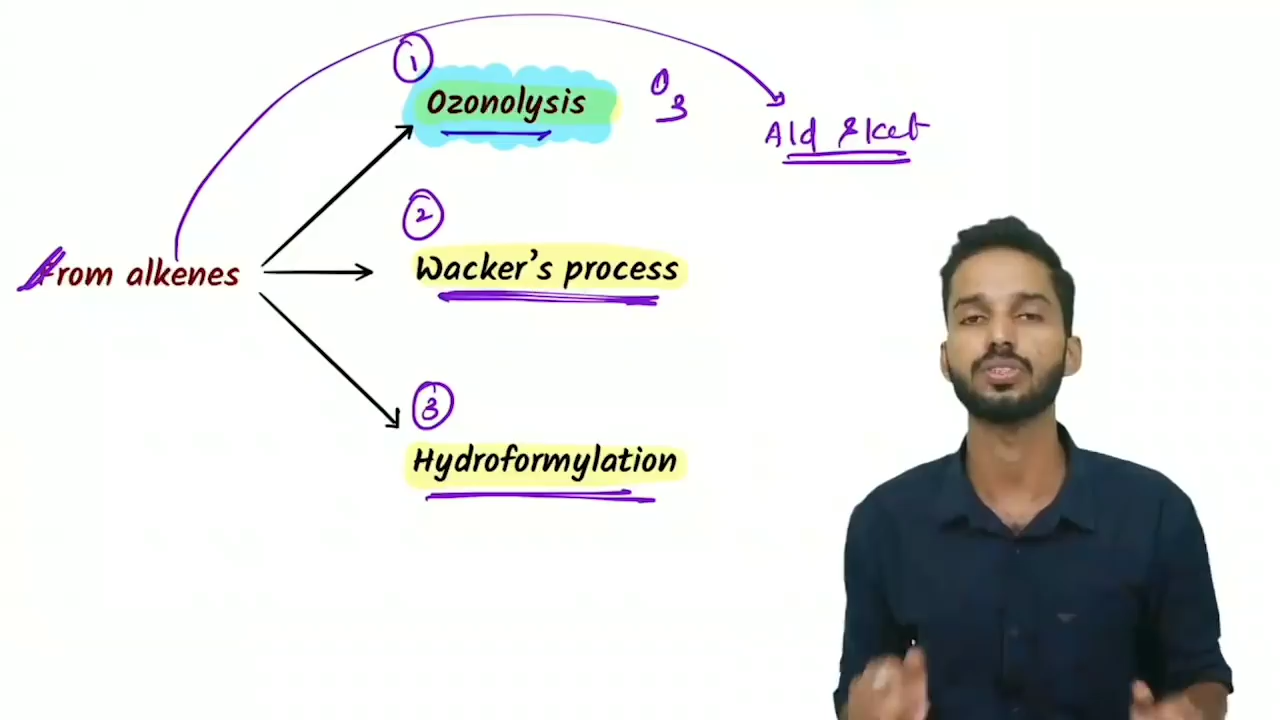 1
Ozonolysis
O3
Ald & ket
2
From alkenes
Wacker's process
3
Hydroformylation